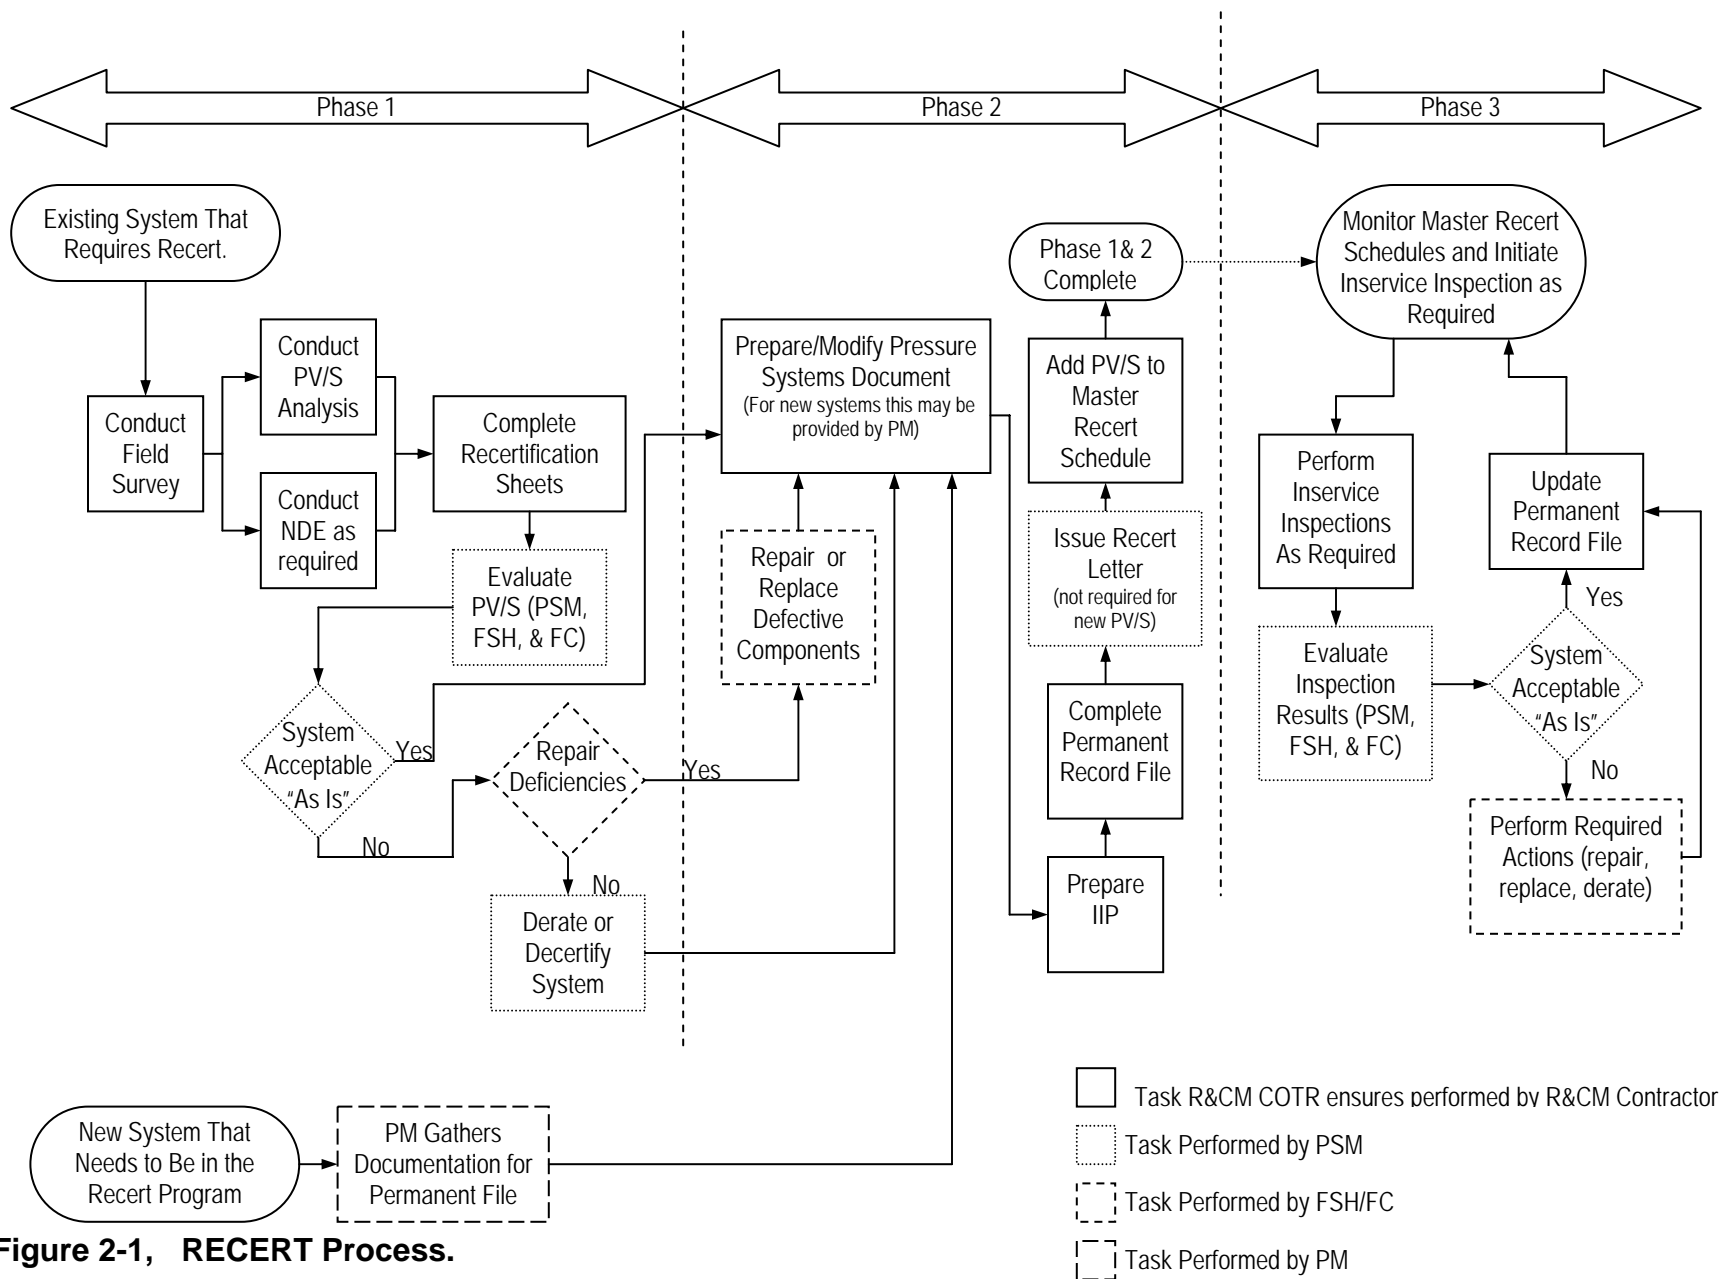 Phase 1
Phase 2
Phase 3
Existing System That
Requires Recert.
Conduct
Field
Survey
Conduct
PV/S
Analysis
Conduct
NDE as
required
Complete
Recertification
Sheets
Evaluate
PV/S (PSM,
FSH, & FC)
System
Acceptable
“As Is”
Yes
No
Repair
Deficiencies
Yes
No
Derate or
Decertify
System
Prepare/Modify Pressure
Systems Document
(For new systems this may be
provided by PM)
Repair or
Replace
Defective
Components
Phase 1& 2
Complete
Add PV/S to
Master
Recert
Schedule
Issue Recert
Letter
(not required for
new PV/S)
Complete
Permanent
Record File
Prepare
IIP
Monitor Master Recert
Schedules and Initiate
Inservice Inspection as
Required
Perform
Inservice
Inspections
As Required
Evaluate
Inspection
Results (PSM,
FSH, & FC)
Update
Permanent
Record File
Yes
System
Acceptable
“As Is”
No
Perform Required
Actions (repair,
replace, derate)
New System That
Needs to Be in the
Recert Program
PM Gathers
Documentation for
Permanent File
Task R&CM COTR ensures performed by R&CM Contractor
Task Performed by PSM
Task Performed by FSH/FC
Task Performed by PM
Figure 2-1, RECERT Process.